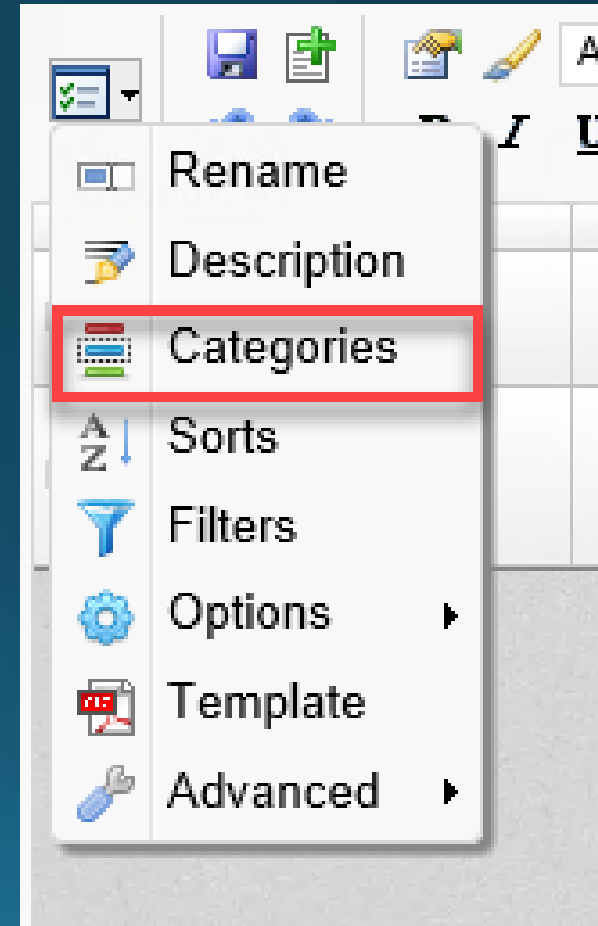 A
I U
Rename
Description
Categories
Sorts
Filters
Options
Template
Advanced